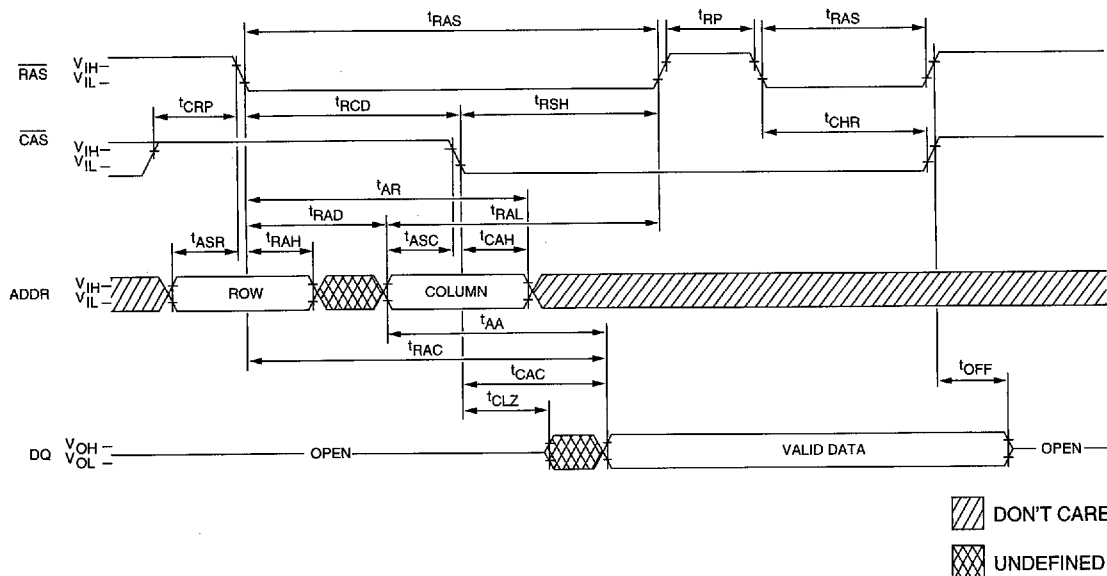 tRAS tRP tRAS
RAS VIH VIL
tCRP tRCD tRSH
tCHR
CAS VIH VIL
tAR
tRAD tRAL
tASR tRAH tASC tCAH
ADDR VIH VIL ROW COLUMN
tAA
tRAC
tCAC tOFF
tCLZ
DQ VOH VOL OPEN VALID DATA OPEN
DON'T CARE
UNDEFINED